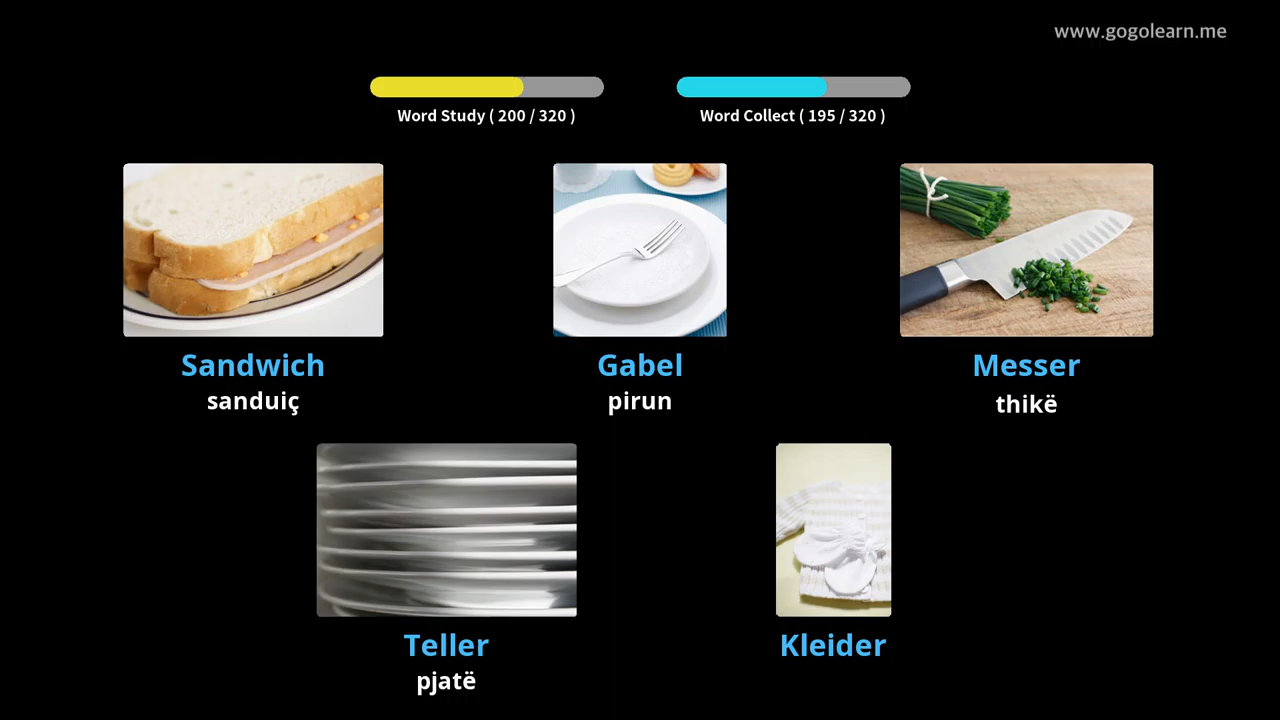 www.gogolearn.me
Word Study ( 200 / 320 )
Word Collect ( 195 / 320 )
Sandwich
sanduiç
Gabel
pirun
Messer
thikë
Teller
pjatë
Kleider